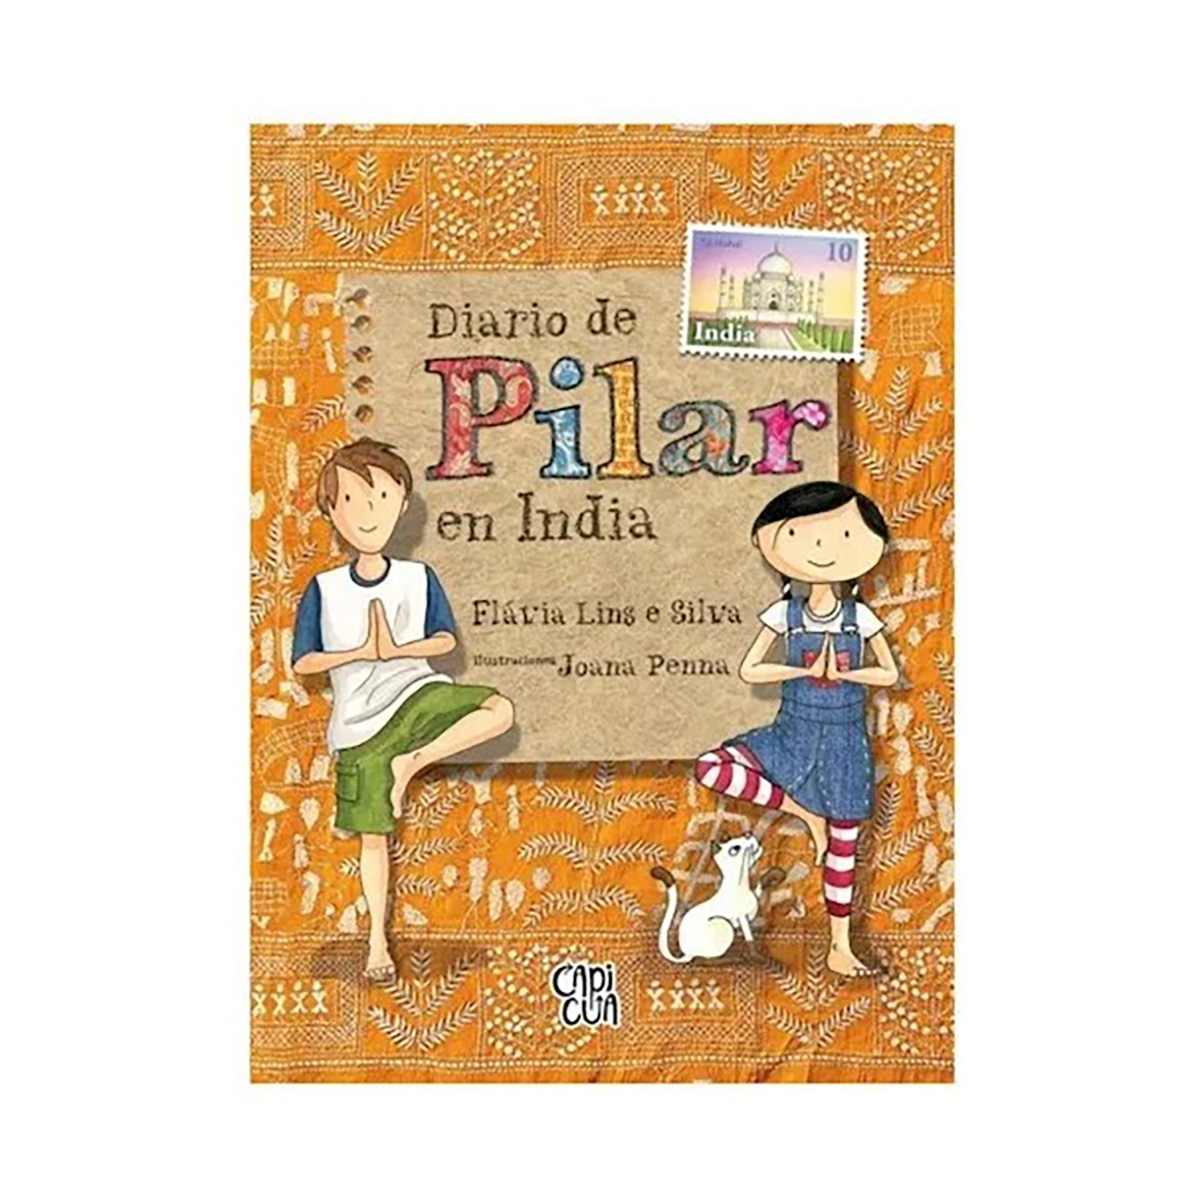 10
India
Diario de
Pilar
en India
Flávia Lins e Silva
ilustraciones Joana Penna
CAPI
CUA